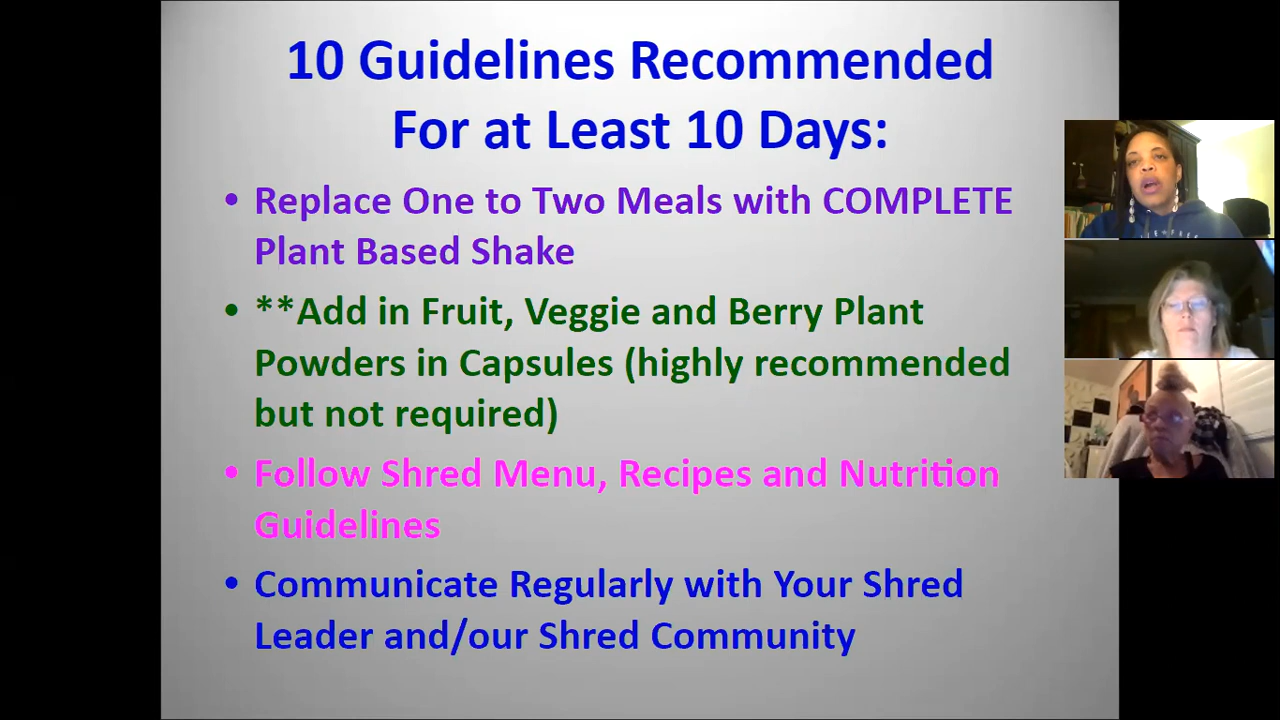 10 Guidelines Recommended
For at Least 10 Days:
• Replace One to Two Meals with COMPLETE
Plant Based Shake
• **Add in Fruit, Veggie and Berry Plant
Powders in Capsules (highly recommended
but not required)
• Follow Shred Menu, Recipes and Nutrition
Guidelines
• Communicate Regularly with Your Shred
Leader and/our Shred Community